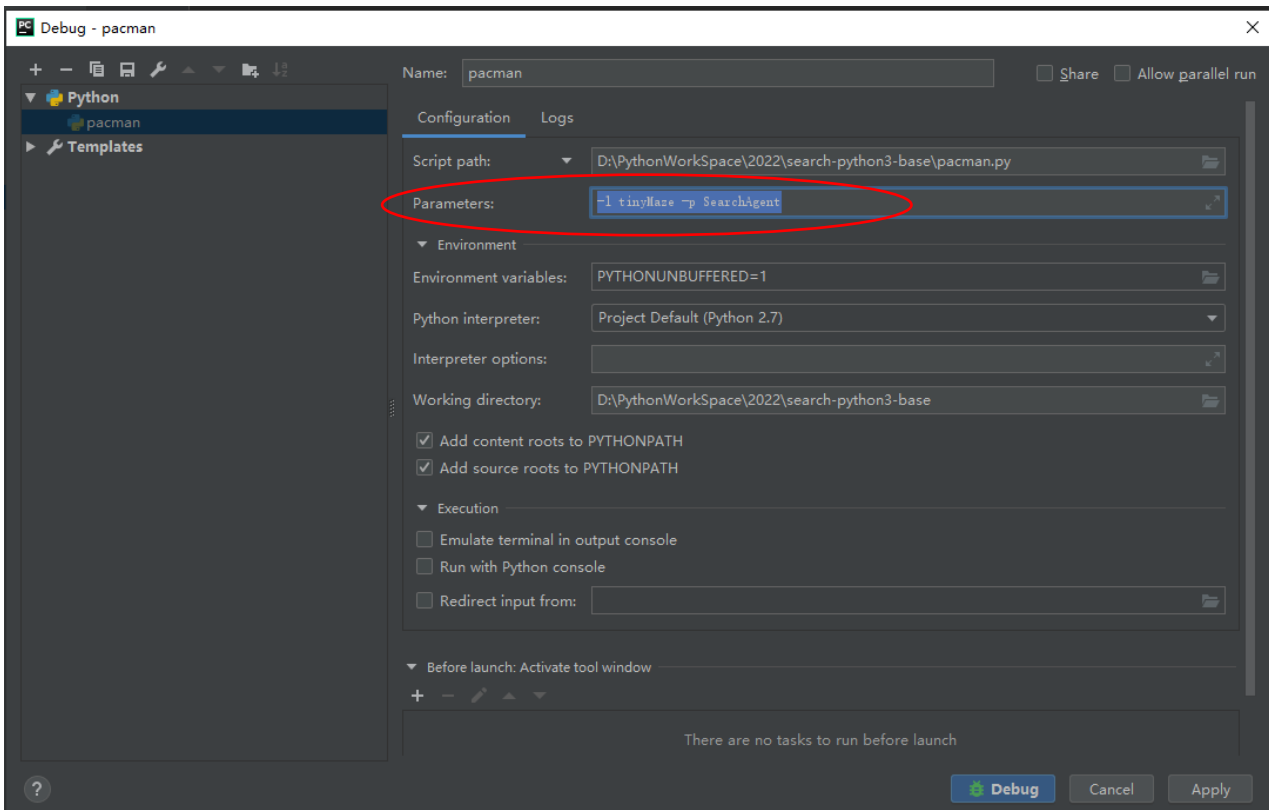 PC Debug - pacman
Name: pacman
Share
Allow parallel run
Python
pacman
Templates
Configuration Logs
Script path: D:\PythonWorkSpace\2022\search-python3-base\pacman.py
Parameters: -l tinyMaze -p SearchAgent
Environment
Environment variables: PYTHONUNBUFFERED=1
Python interpreter: Project Default (Python 2.7)
Interpreter options:
Working directory: D:\PythonWorkSpace\2022\search-python3-base
Add content roots to PYTHONPATH
Add source roots to PYTHONPATH
Execution
Emulate terminal in output console
Run with Python console
Redirect input from:
Before launch: Activate tool window
There are no tasks to run before launch
? Debug Cancel Apply